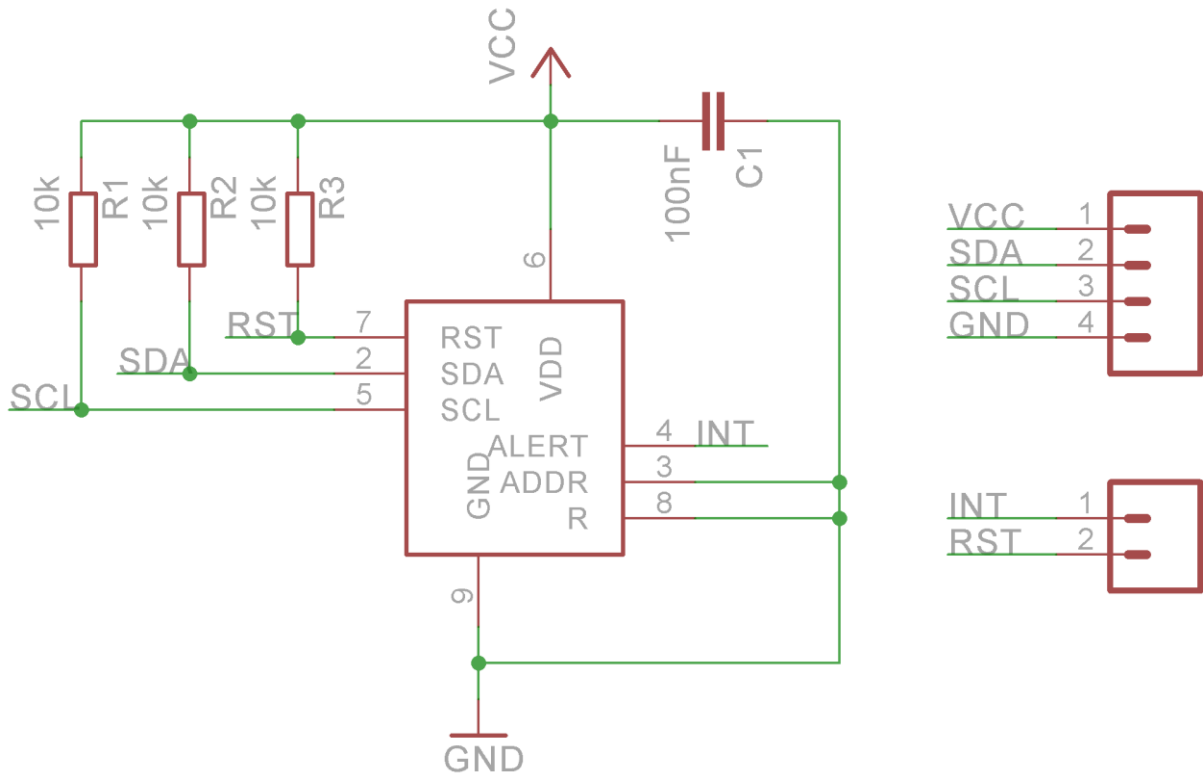 VCC
100nF
C1
10k
R1
10k
R2
10k
R3
VCC 1
SDA 2
SCL 3
GND 4
6
RST 7 RST
SDA 2 SDA
SCL 5 SCL
VDD
ALERT 4 INT
ADDR 3
R 8
GND
9
INT 1
RST 2
GND